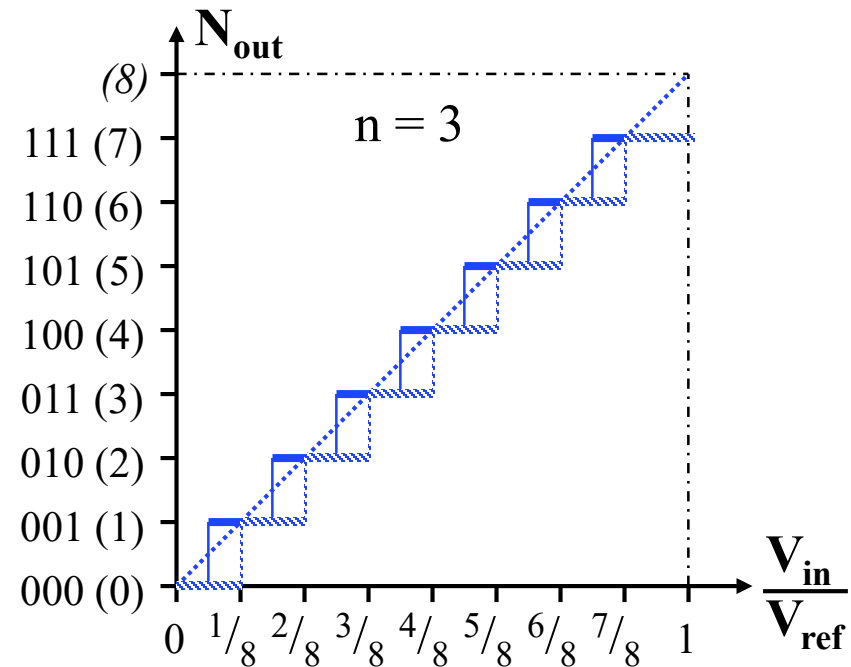 N_out
(8)
n = 3
111 (7)
110 (6)
101 (5)
100 (4)
011 (3)
010 (2)
001 (1)
000 (0)
V_in
V_ref
0 1/8 2/8 3/8 4/8 5/8 6/8 7/8 1